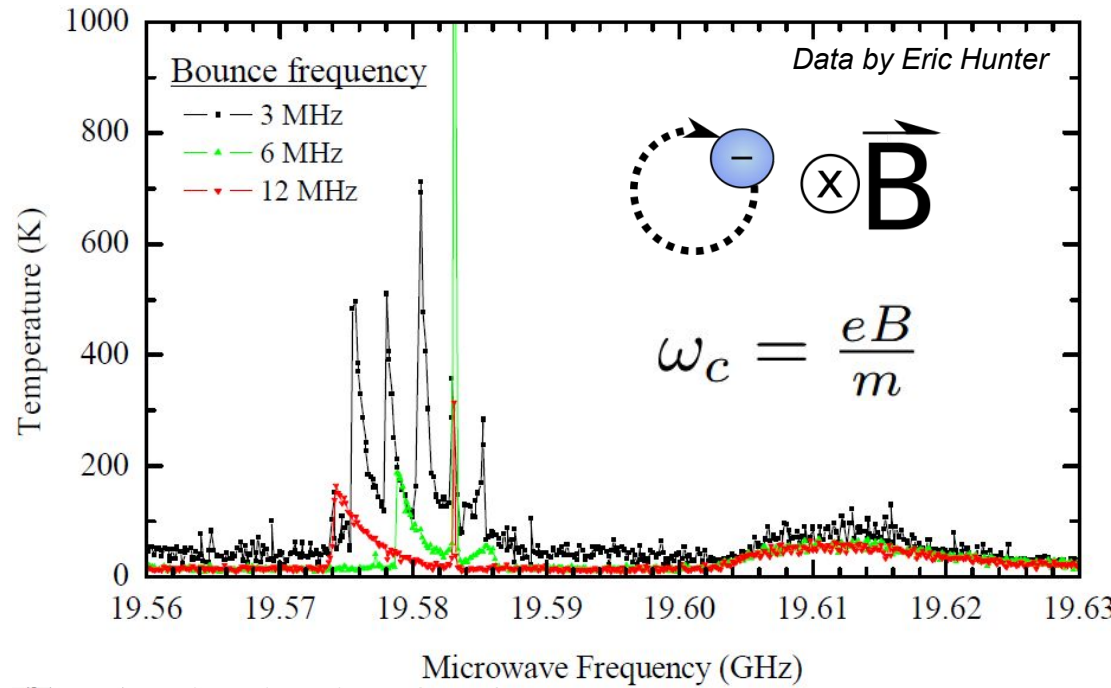 1000
800
600
400
200
0
Temperature (K)
Bounce frequency
3 MHz
6 MHz
12 MHz
Data by Eric Hunter
−
x B
ω_c = eB/m
19.56 19.57 19.58 19.59 19.60 19.61 19.62 19.63
Microwave Frequency (GHz)